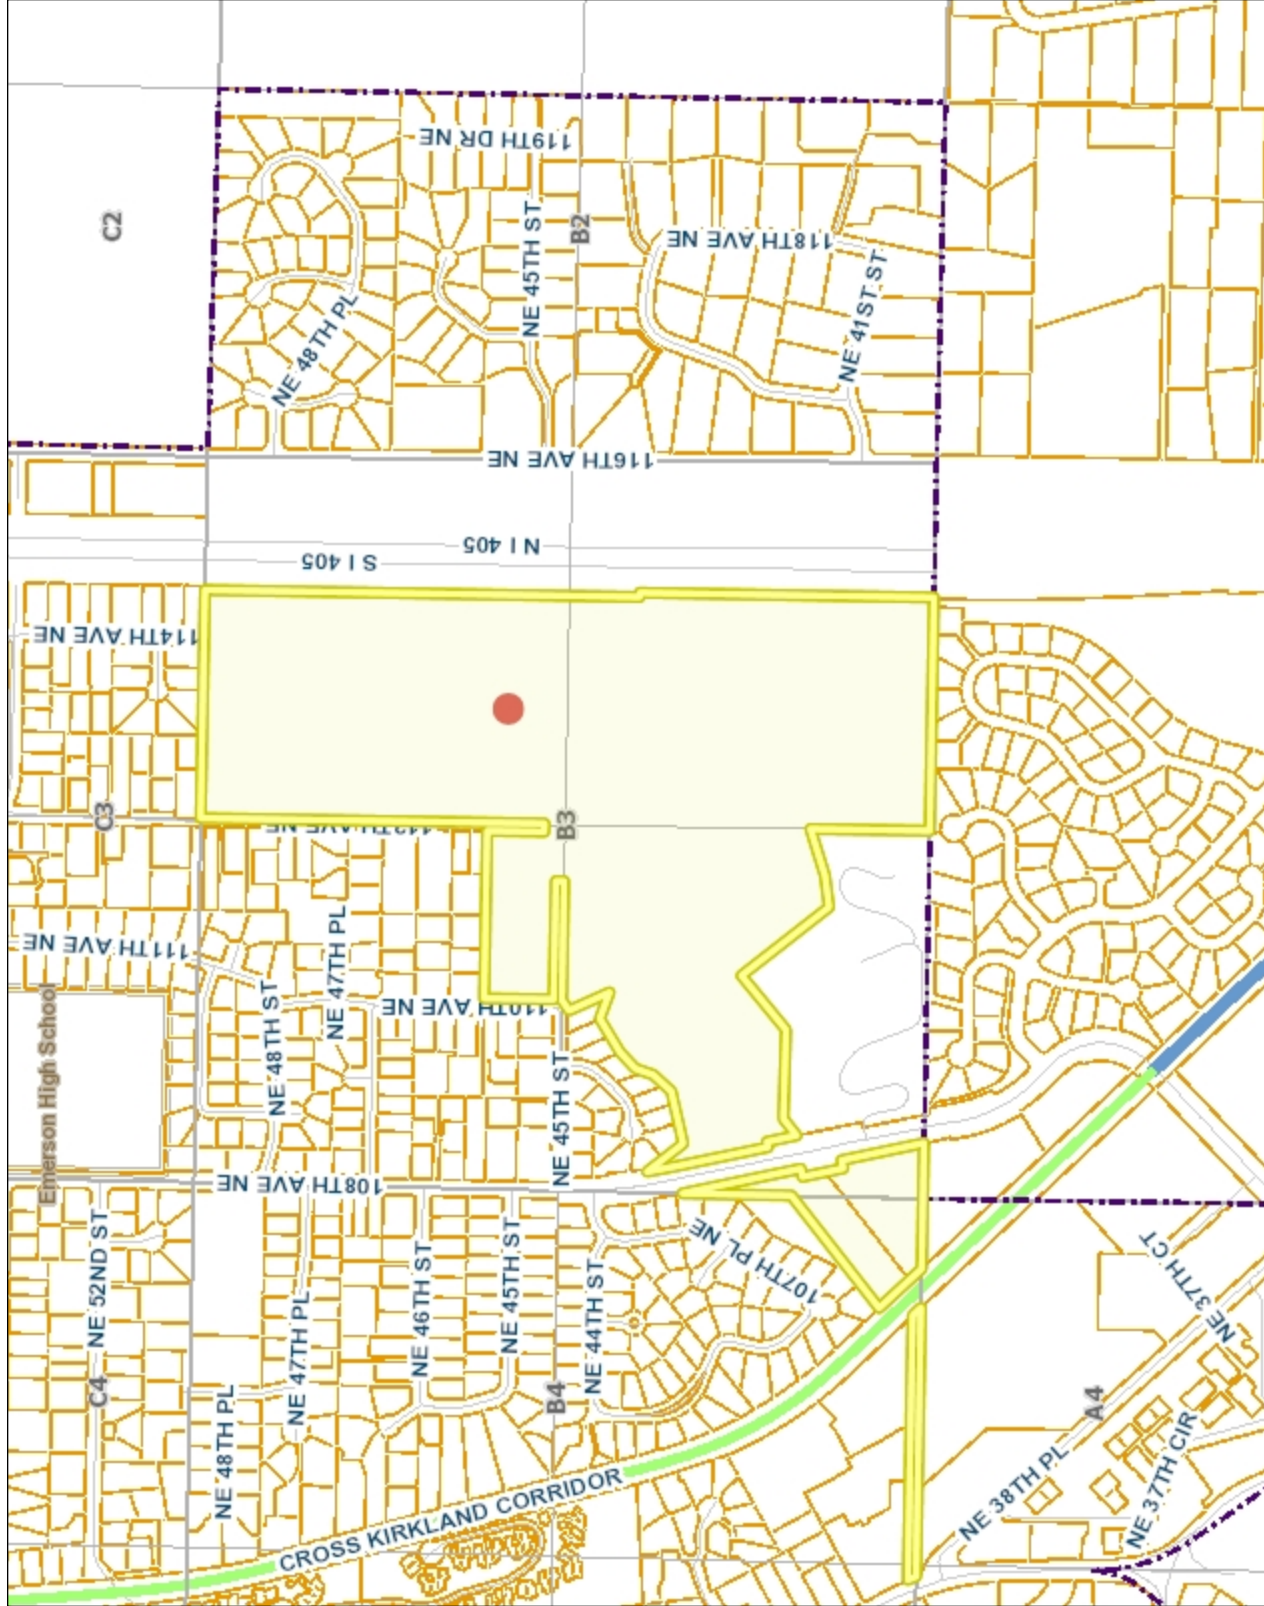 119TH DR NE
C2
NE 45TH ST
B2
118TH AVE NE
NE 41ST ST
NE 48TH PL
116TH AVE NE
N I 405
S I 405
114TH AVE NE
C3
112TH AVE NE
B3
111TH AVE NE
NE 47TH PL
110TH AVE NE
NE 48TH ST
Emerson High School
NE 45TH ST
108TH AVE NE
NE 52ND ST
107TH PL NE
NE 37TH CT
NE 46TH ST
NE 45TH ST
NE 44TH ST
NE 47TH PL
C4
B4
A4
NE 48TH PL
NE 38TH PL
NE 37TH CIR
CROSS KIRKLAND CORRIDOR